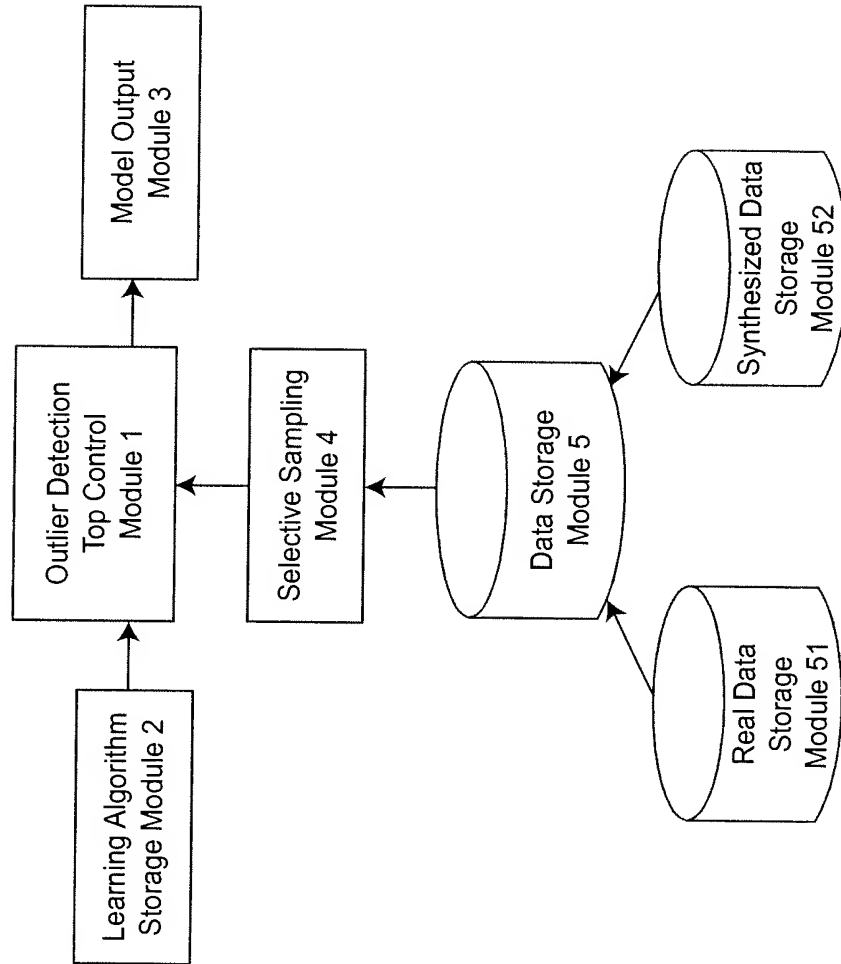 Learning Algorithm
Storage Module 2
Outlier Detection
Top Control
Module 1
Model Output
Module 3
Selective Sampling
Module 4
Data Storage
Module 5
Real Data
Storage
Module 51
Synthesized Data
Storage
Module 52